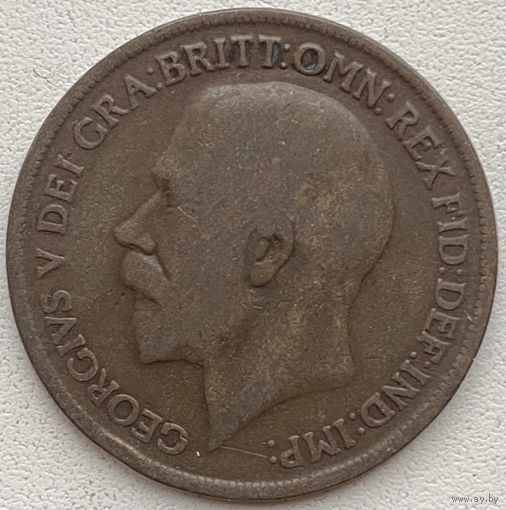 GEORGIVS V DEI GRA:BRITT:OMN:REX FID:DEF:IND:IMP:
www.ay.by